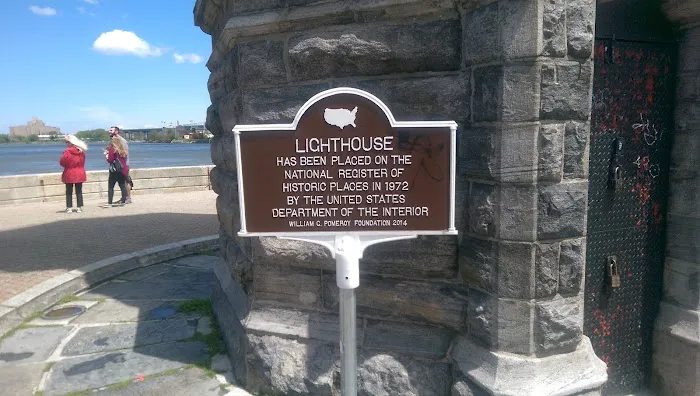 LIGHTHOUSE
HAS BEEN PLACED ON THE
NATIONAL REGISTER OF
HISTORIC PLACES IN 1972
BY THE UNITED STATES
DEPARTMENT OF THE INTERIOR
WILLIAM G. POMEROY FOUNDATION 2014